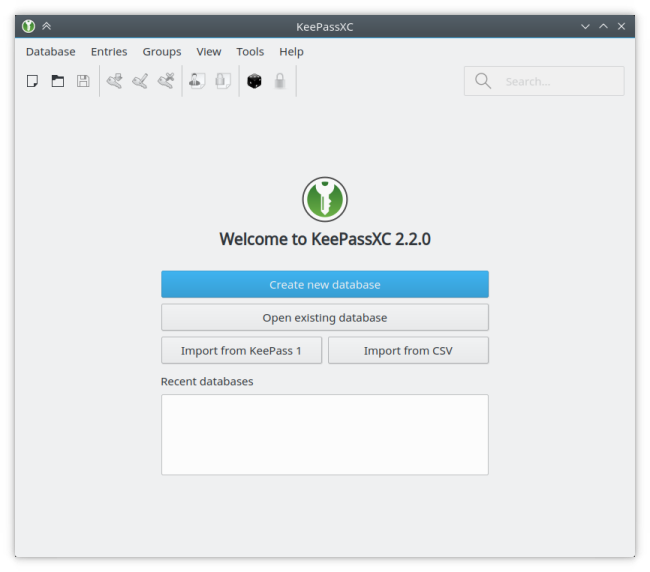 KeePassXC
Database Entries Groups View Tools Help
Search...
Welcome to KeePassXC 2.2.0
Create new database
Open existing database
Import from KeePass 1 Import from CSV
Recent databases